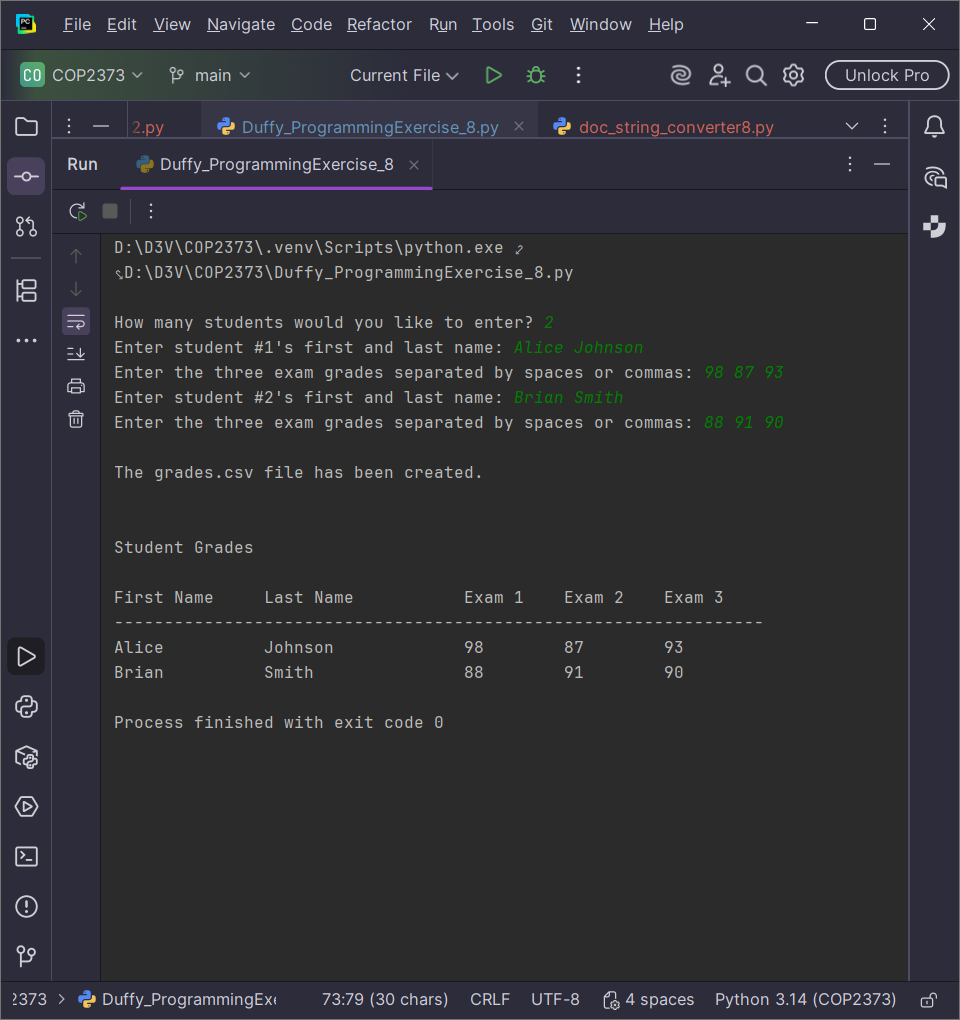 PC File Edit View Navigate Code Refactor Run Tools Git Window Help
CO COP2373 main Current File Unlock Pro
2.py Duffy_ProgrammingExercise_8.py doc_string_converter8.py
Run Duffy_ProgrammingExercise_8
D:\D3V\COP2373\.venv\Scripts\python.exe
D:\D3V\COP2373\Duffy_ProgrammingExercise_8.py
How many students would you like to enter? 2
Enter student #1's first and last name: Alice Johnson
Enter the three exam grades separated by spaces or commas: 98 87 93
Enter student #2's first and last name: Brian Smith
Enter the three exam grades separated by spaces or commas: 88 91 90
The grades.csv file has been created.
Student Grades
First Name Last Name Exam 1 Exam 2 Exam 3
-----------------------------------------------------------------
Alice Johnson 98 87 93
Brian Smith 88 91 90
Process finished with exit code 0
2373 > Duffy_ProgrammingExe 73:79 (30 chars) CRLF UTF-8 4 spaces Python 3.14 (COP2373)